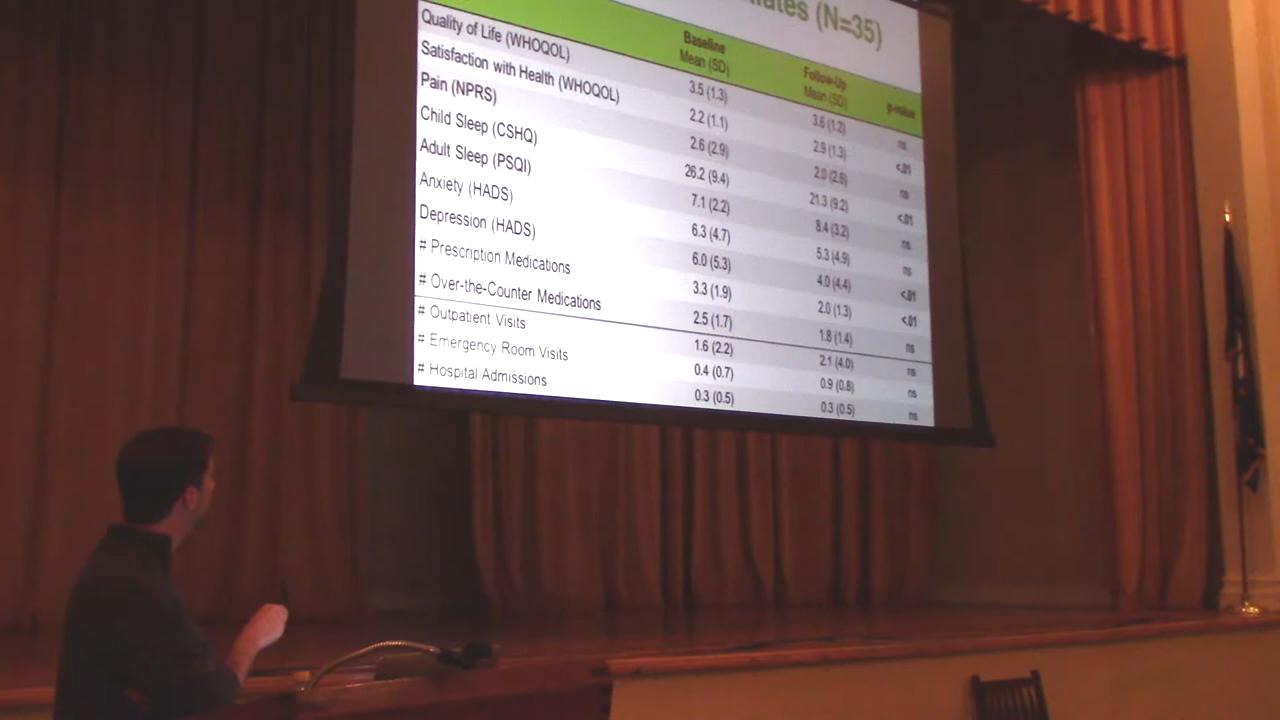 (N=35)
Baseline Mean (SD) Follow-Up Mean (SD) p-value
Quality of Life (WHOQOL) 3.5 (1.3) 3.6 (1.2) ns
Satisfaction with Health (WHOQOL) 2.2 (1.1) 2.9 (1.3) <.01
Pain (NPRS) 2.6 (2.9) 2.0 (2.8) ns
Child Sleep (CSHQ) 26.2 (9.4) 21.3 (9.2) <.01
Adult Sleep (PSQI) 7.1 (2.2) 8.4 (3.2) ns
Anxiety (HADS) 6.3 (4.7) 5.3 (4.9) ns
Depression (HADS) 6.0 (5.3) 4.0 (4.4) <.01
# Prescription Medications 3.3 (1.9) 2.0 (1.3) <.01
# Over-the-Counter Medications 2.5 (1.7) 1.8 (1.4) ns
# Outpatient Visits 1.6 (2.2) 2.1 (4.0) ns
# Emergency Room Visits 0.4 (0.7) 0.9 (0.8) ns
# Hospital Admissions 0.3 (0.5) 0.3 (0.5) ns